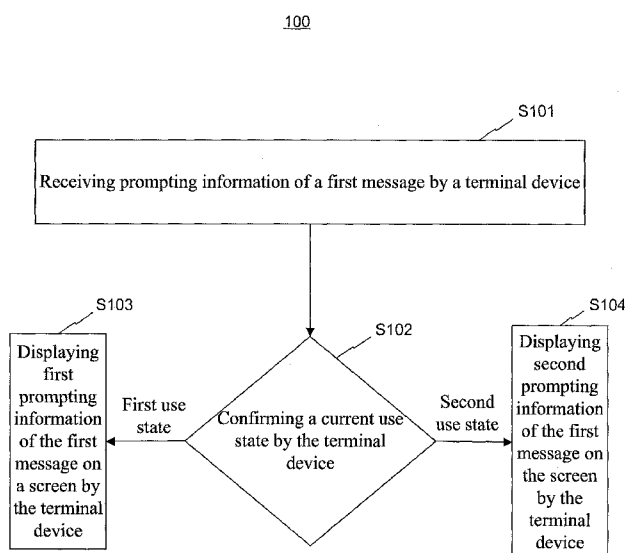 100
S101
Receiving prompting information of a first message by a terminal device
S103
S102
S104
Displaying
first
prompting
information
of the first
message on
a screen by
the terminal
device
First use
state
Confirming a current use
state by the terminal
device
Second
use state
Displaying
second
prompting
information
of the first
message on
the screen
by the
terminal
device